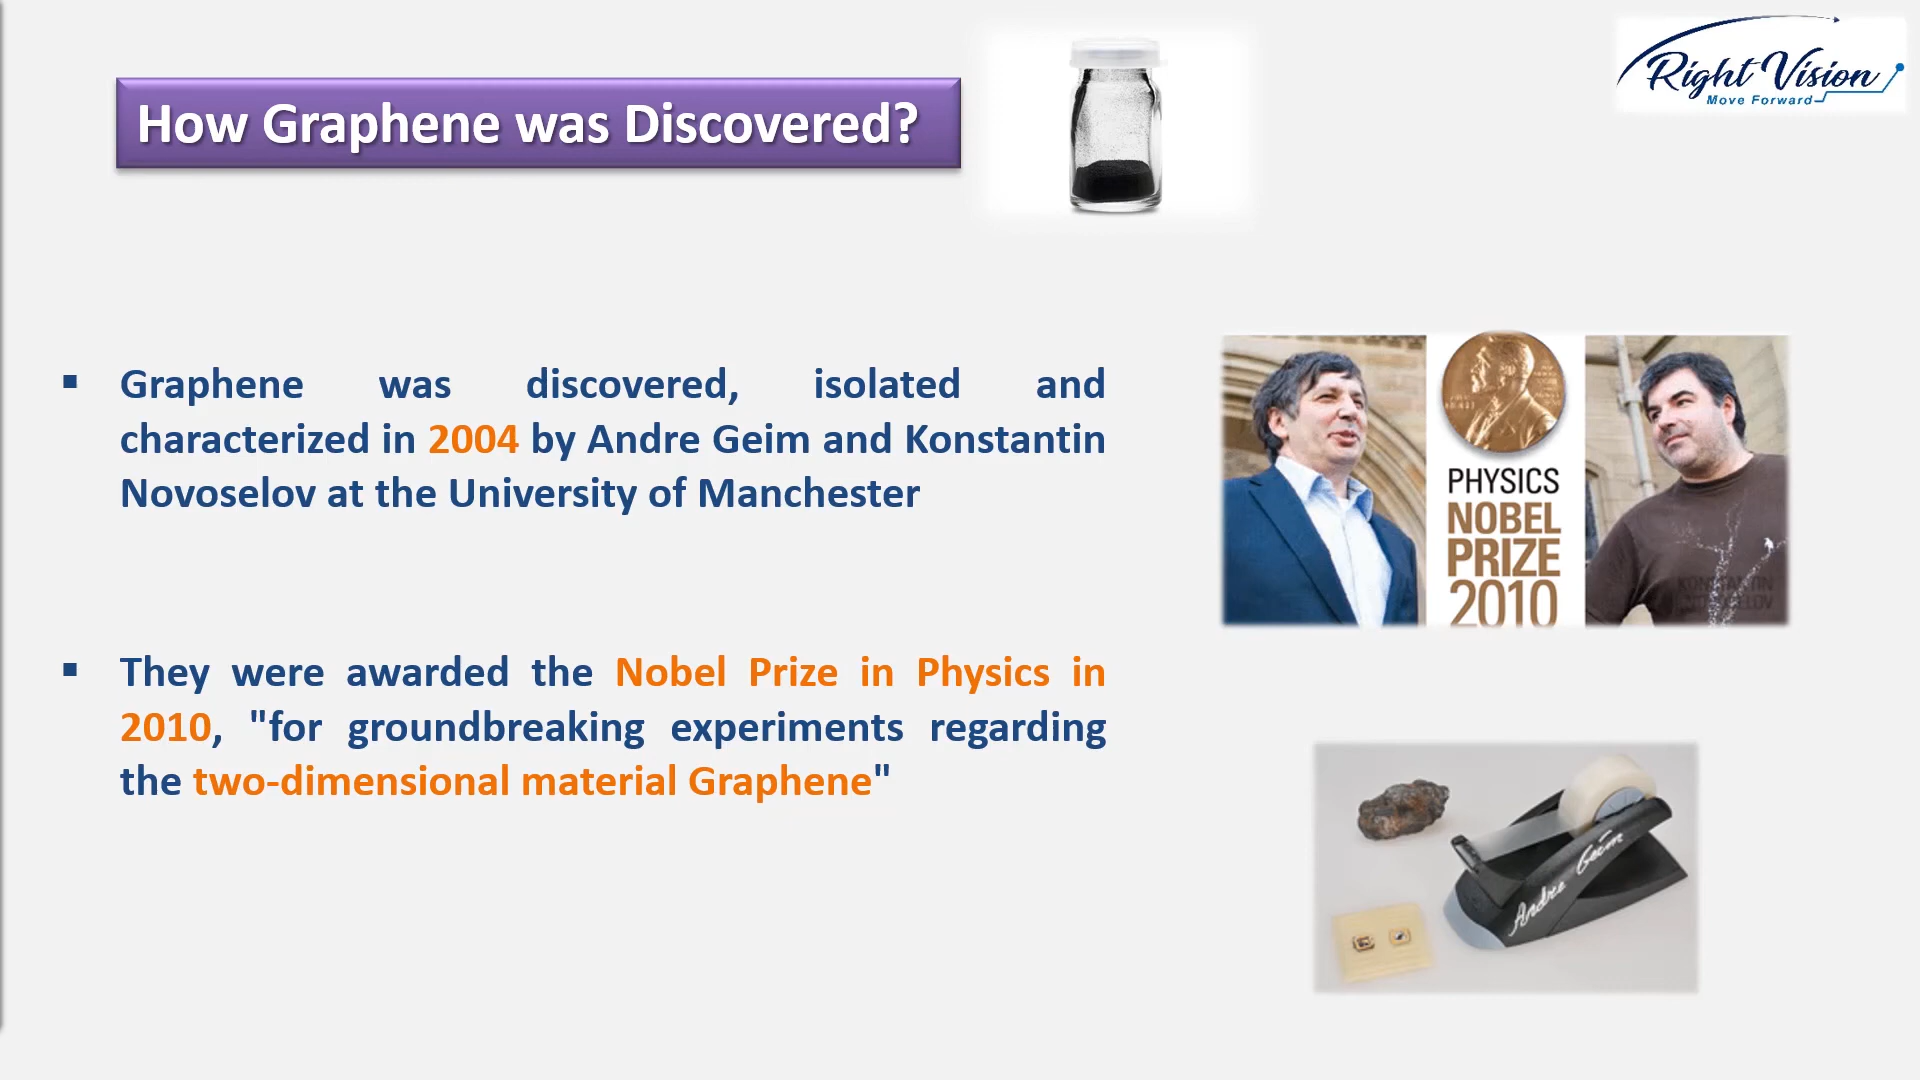 Right Vision
Move Forward
How Graphene was Discovered?
▪ Graphene was discovered, isolated and
characterized in 2004 by Andre Geim and Konstantin
Novoselov at the University of Manchester
▪ They were awarded the Nobel Prize in Physics in
2010, "for groundbreaking experiments regarding
the two-dimensional material Graphene"
PHYSICS
NOBEL
PRIZE
2010
Andre Geim